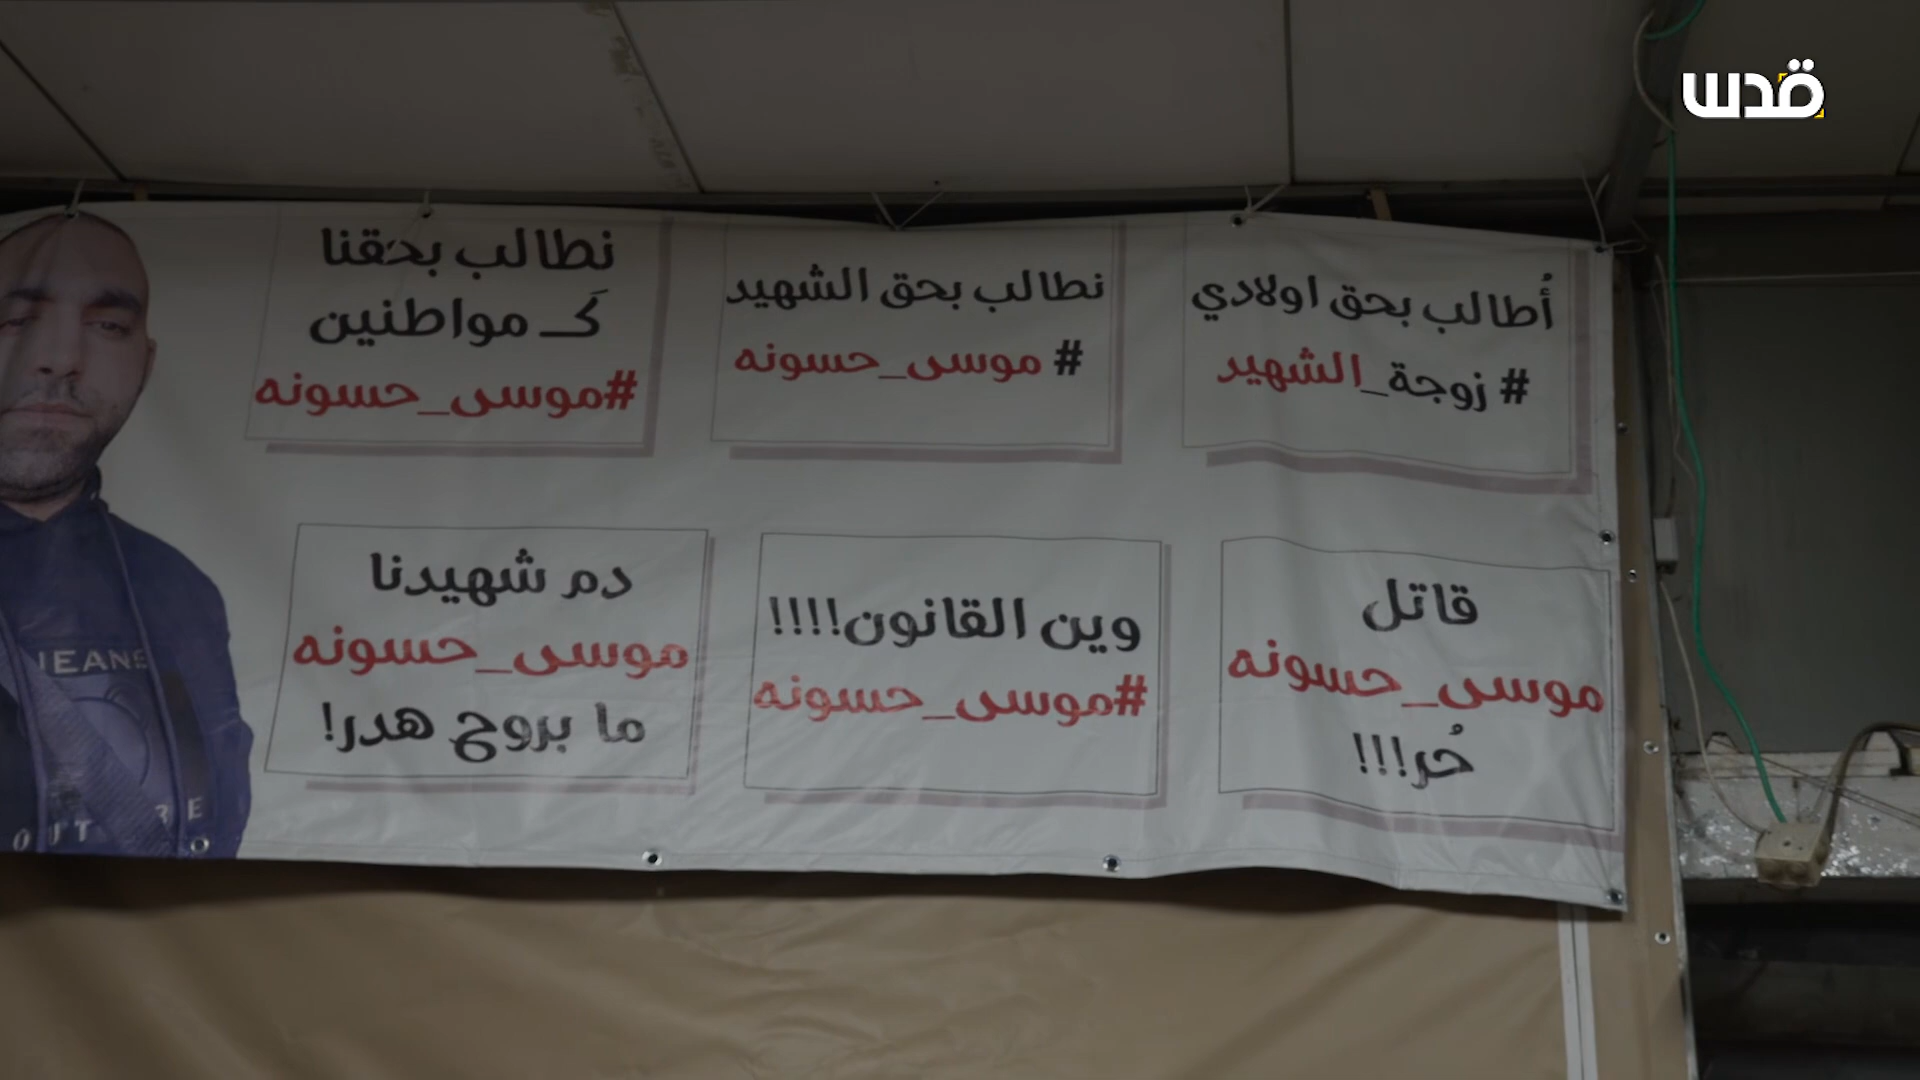 قدس
أُطالب بحق اولادي
# زوجة_الشهيد
نطالب بحق الشهيد
# موسى_حسونه
نطالب بحقنا
كَـ مواطنين
#موسى_حسونه
قاتل
موسى_حسونه
حُر!!!
وين القانون!!!!
#موسى_حسونه
دم شهيدنا
موسى_حسونه
ما بروح هدر!
JEANS